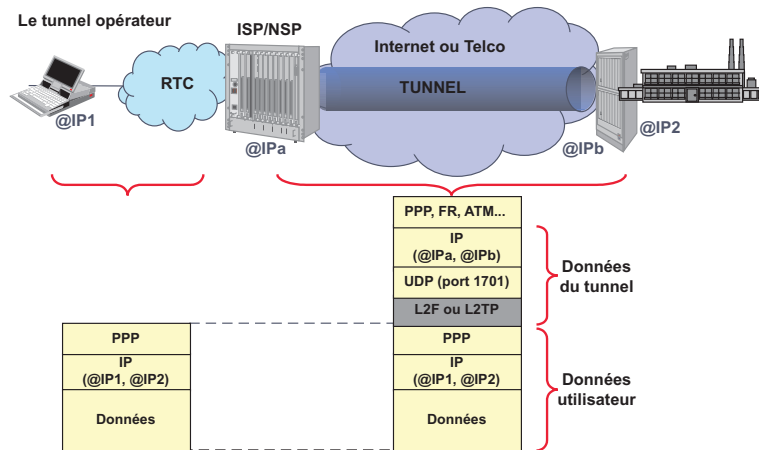 Le tunnel opérateur
ISP/NSP
Internet ou Telco
RTC
TUNNEL
@IP1
@IPa
@IPb
@IP2
PPP, FR, ATM...
IP
(@IPa, @IPb)
UDP (port 1701)
L2F ou L2TP
Données
du tunnel
PPP
IP
(@IP1, @IP2)
Données
PPP
IP
(@IP1, @IP2)
Données
Données
utilisateur